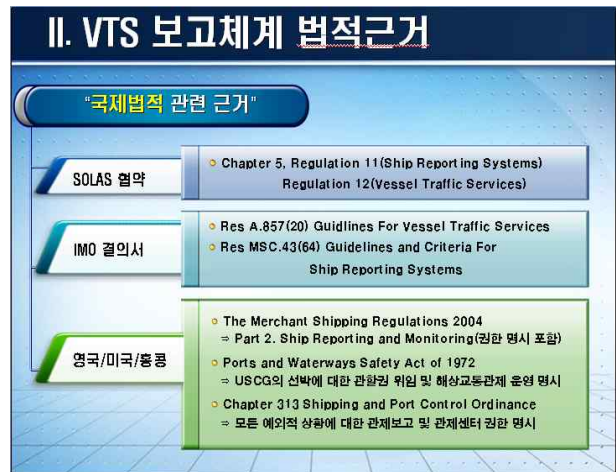 II. VTS 보고체계 법적근거
"국제법적 관련 근거"
SOLAS 협약
Chapter 5, Regulation 11(Ship Reporting Systems)
Regulation 12(Vessel Traffic Services)
IMO 결의서
Res A.857(20) Guidlines For Vessel Traffic Services
Res MSC.43(64) Guidelines and Criteria For
Ship Reporting Systems
영국/미국/홍콩
The Merchant Shipping Regulations 2004
⇒ Part 2. Ship Reporting and Monitoring(권한 명시 포함)
Ports and Waterways Safety Act of 1972
⇒ USCG의 선박에 대한 관할권 위임 및 해상교통관제 운영 명시
Chapter 313 Shipping and Port Control Ordinance
⇒ 모든 예외적 상황에 대한 관제보고 및 관제센터 권한 명시